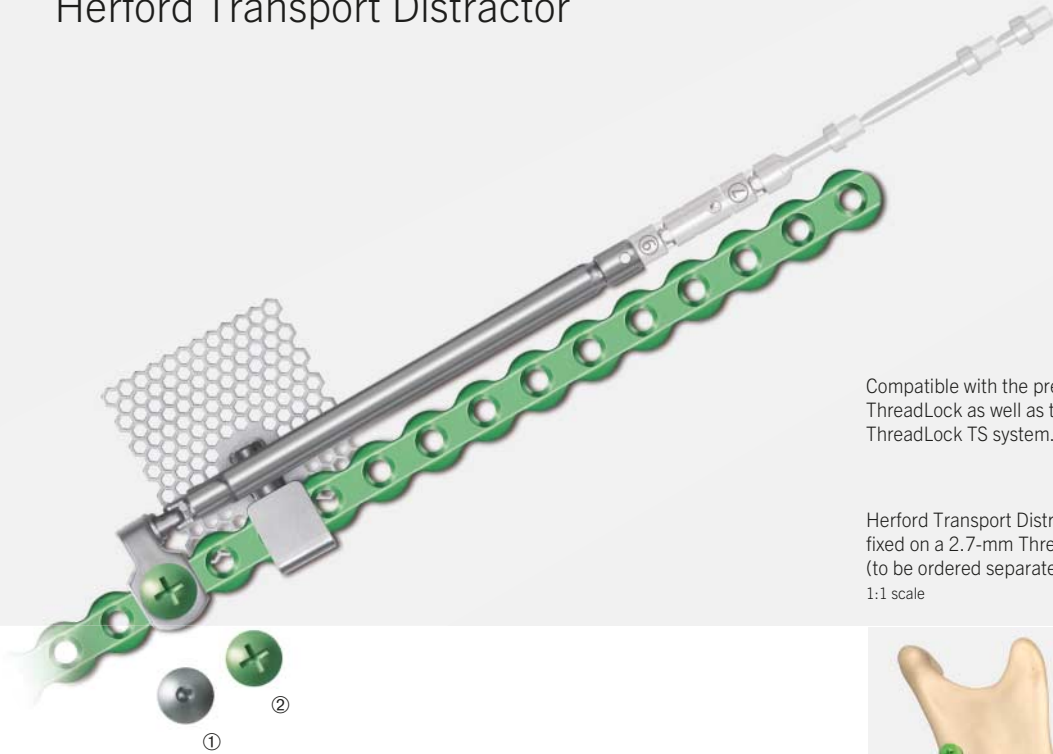 Herford Transport Distractor
6
7
Compatible with the pre
ThreadLock as well as t
ThreadLock TS system.
Herford Transport Distr
fixed on a 2.7-mm Thre
(to be ordered separate
1:1 scale
②
①